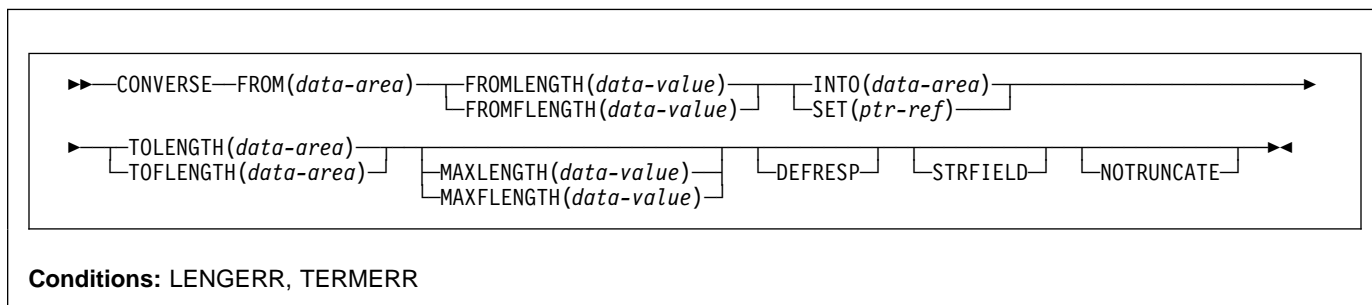 CONVERSE FROM(data-area) FROMLENGTH(data-value) INTO(data-area)
FROMFLENGTH(data-value) SET(ptr-ref)
TOLENGTH(data-area)
TOFLENGTH(data-area) MAXLENGTH(data-value) DEFRESP STRFIELD NOTRUNCATE
MAXFLENGTH(data-value)
Conditions: LENGERR, TERMERR